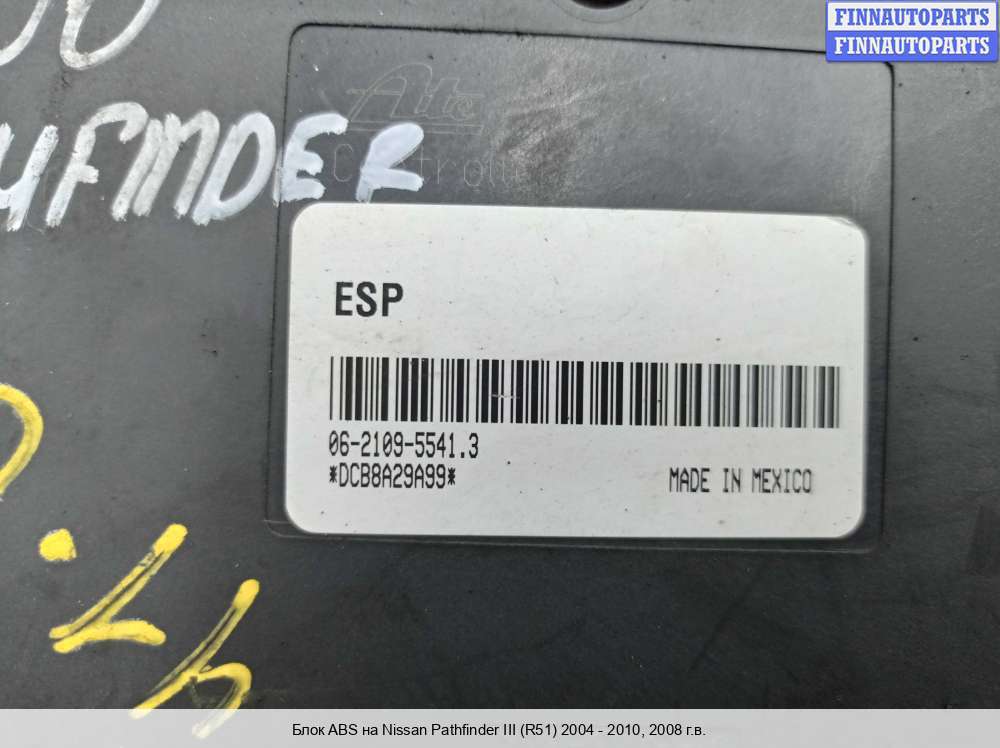 FINNAUTOPARTS
FINNAUTOPARTS
Ate
ESP
06-2109-5541.3
*DCB8A29A99*
MADE IN MEXICO
Блок ABS на Nissan Pathfinder III (R51) 2004 - 2010, 2008 г.в.